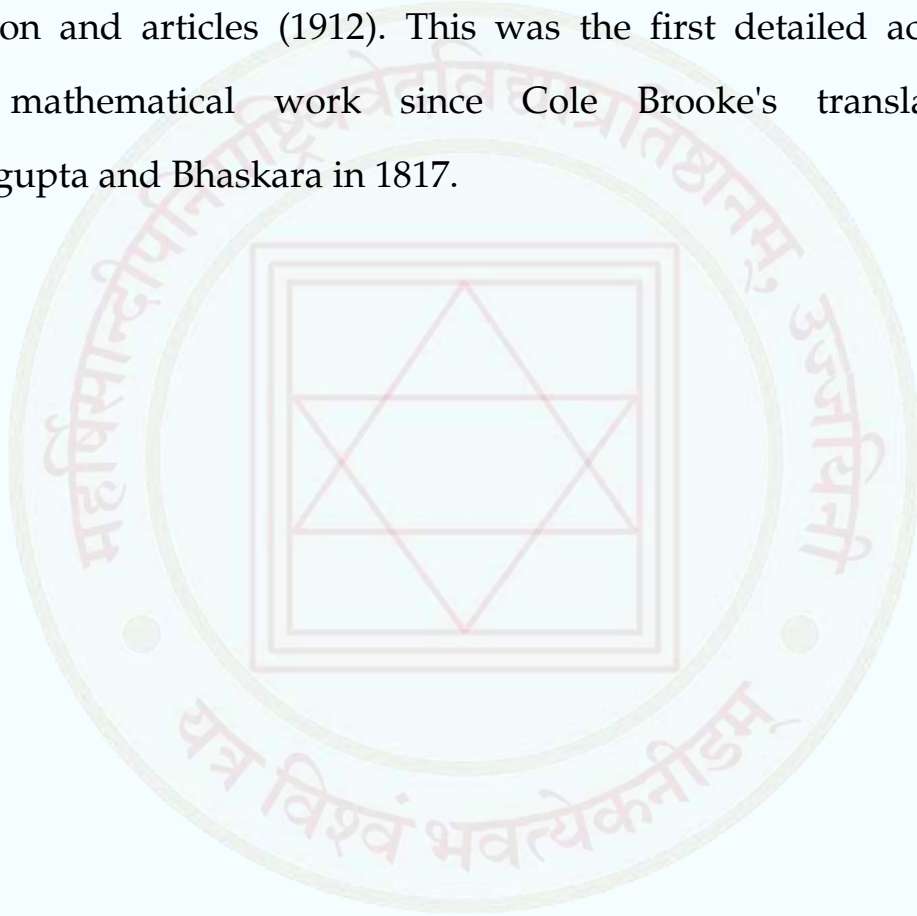 on and articles (1912). This was the first detailed ac
mathematical work since Cole Brooke's transla
gupta and Bhaskara in 1817.
महर्षिसान्दीपनिराष्ट्रियवेदविद्याप्रतिष्ठानम्, उज्जयिनी
यत्र विश्वं भवत्येकनीडम्